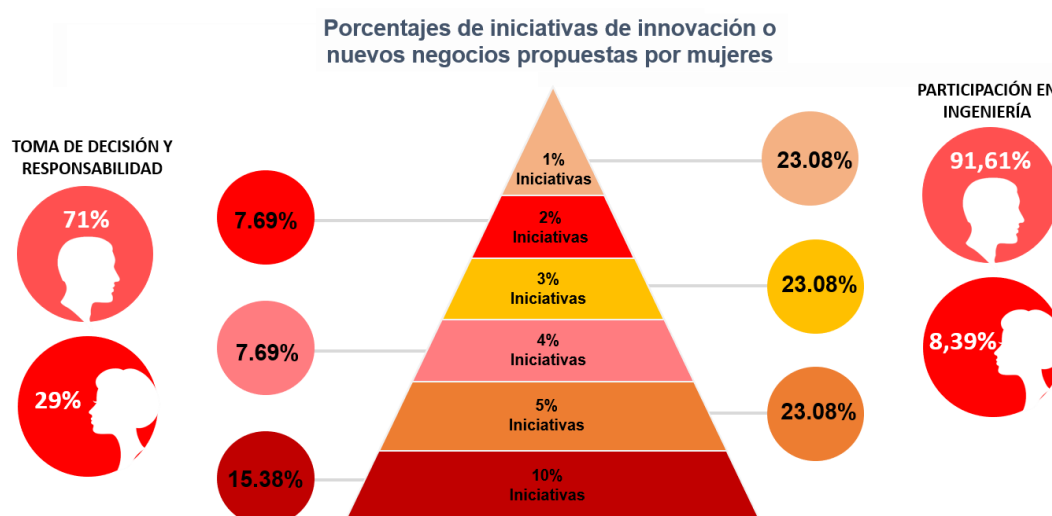 Porcentajes de iniciativas de innovación o
nuevos negocios propuestas por mujeres
TOMA DE DECISIÓN Y
RESPONSABILIDAD
71%
29%
7.69%
7.69%
15.38%
1%
Iniciativas
2%
Iniciativas
3%
Iniciativas
4%
Iniciativas
5%
Iniciativas
10%
Iniciativas
23.08%
23.08%
23.08%
PARTICIPACIÓN EN
INGENIERÍA
91,61%
8,39%